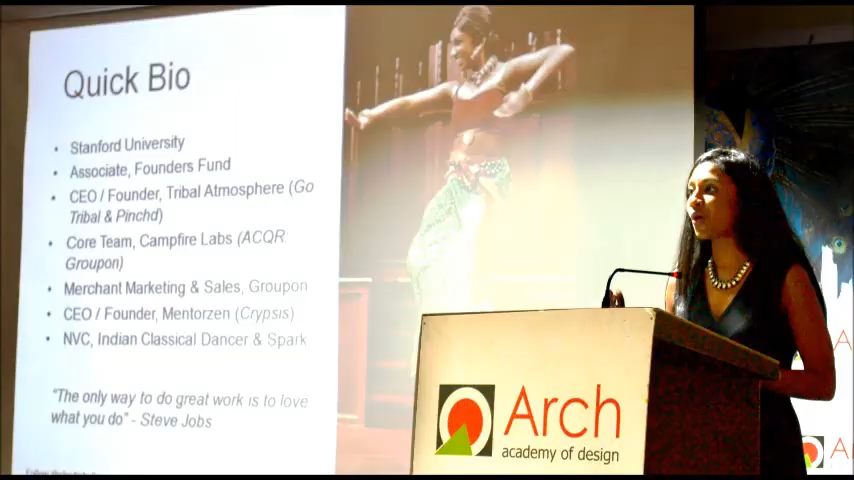 Quick Bio
• Stanford University
• Associate, Founders Fund
• CEO / Founder, Tribal Atmosphere (Go
Tribal & Pinchd)
• Core Team, Campfire Labs (ACQR
Groupon)
• Merchant Marketing & Sales, Groupon
• CEO / Founder, Mentorzen (Crypsis)
• NVC, Indian Classical Dancer & Spark
"The only way to do great work is to love
what you do" - Steve Jobs
Arch
academy of design
A
Ar